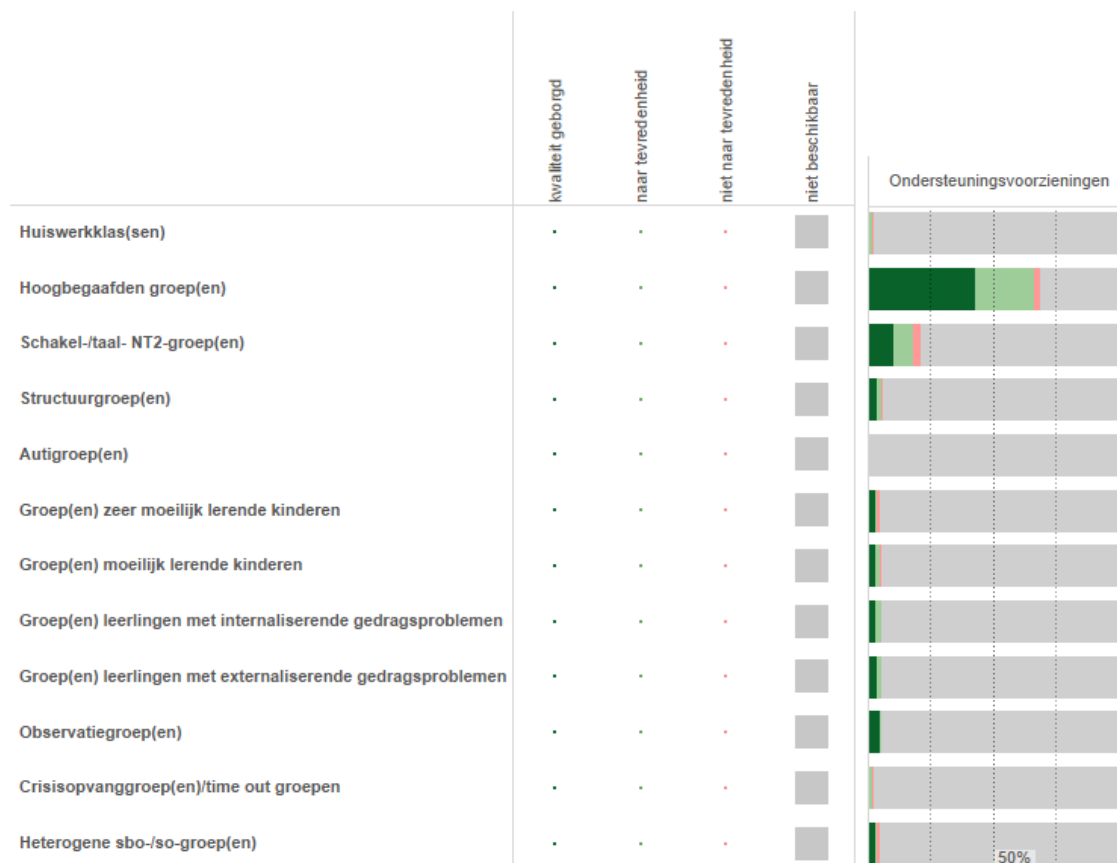 kwaliteit geborgd
naar tevredenheid
niet naar tevredenheid
niet beschikbaar
Ondersteuningsvoorzieningen
Huiswerkklas(sen)
Hoogbegaafden groep(en)
Schakel-/taal- NT2-groep(en)
Structuurgroep(en)
Autigroep(en)
Groep(en) zeer moeilijk lerende kinderen
Groep(en) moeilijk lerende kinderen
Groep(en) leerlingen met internaliserende gedragsproblemen
Groep(en) leerlingen met externaliserende gedragsproblemen
Observatiegroep(en)
Crisisopvanggroep(en)/time out groepen
Heterogene sbo-/so-groep(en)
50%